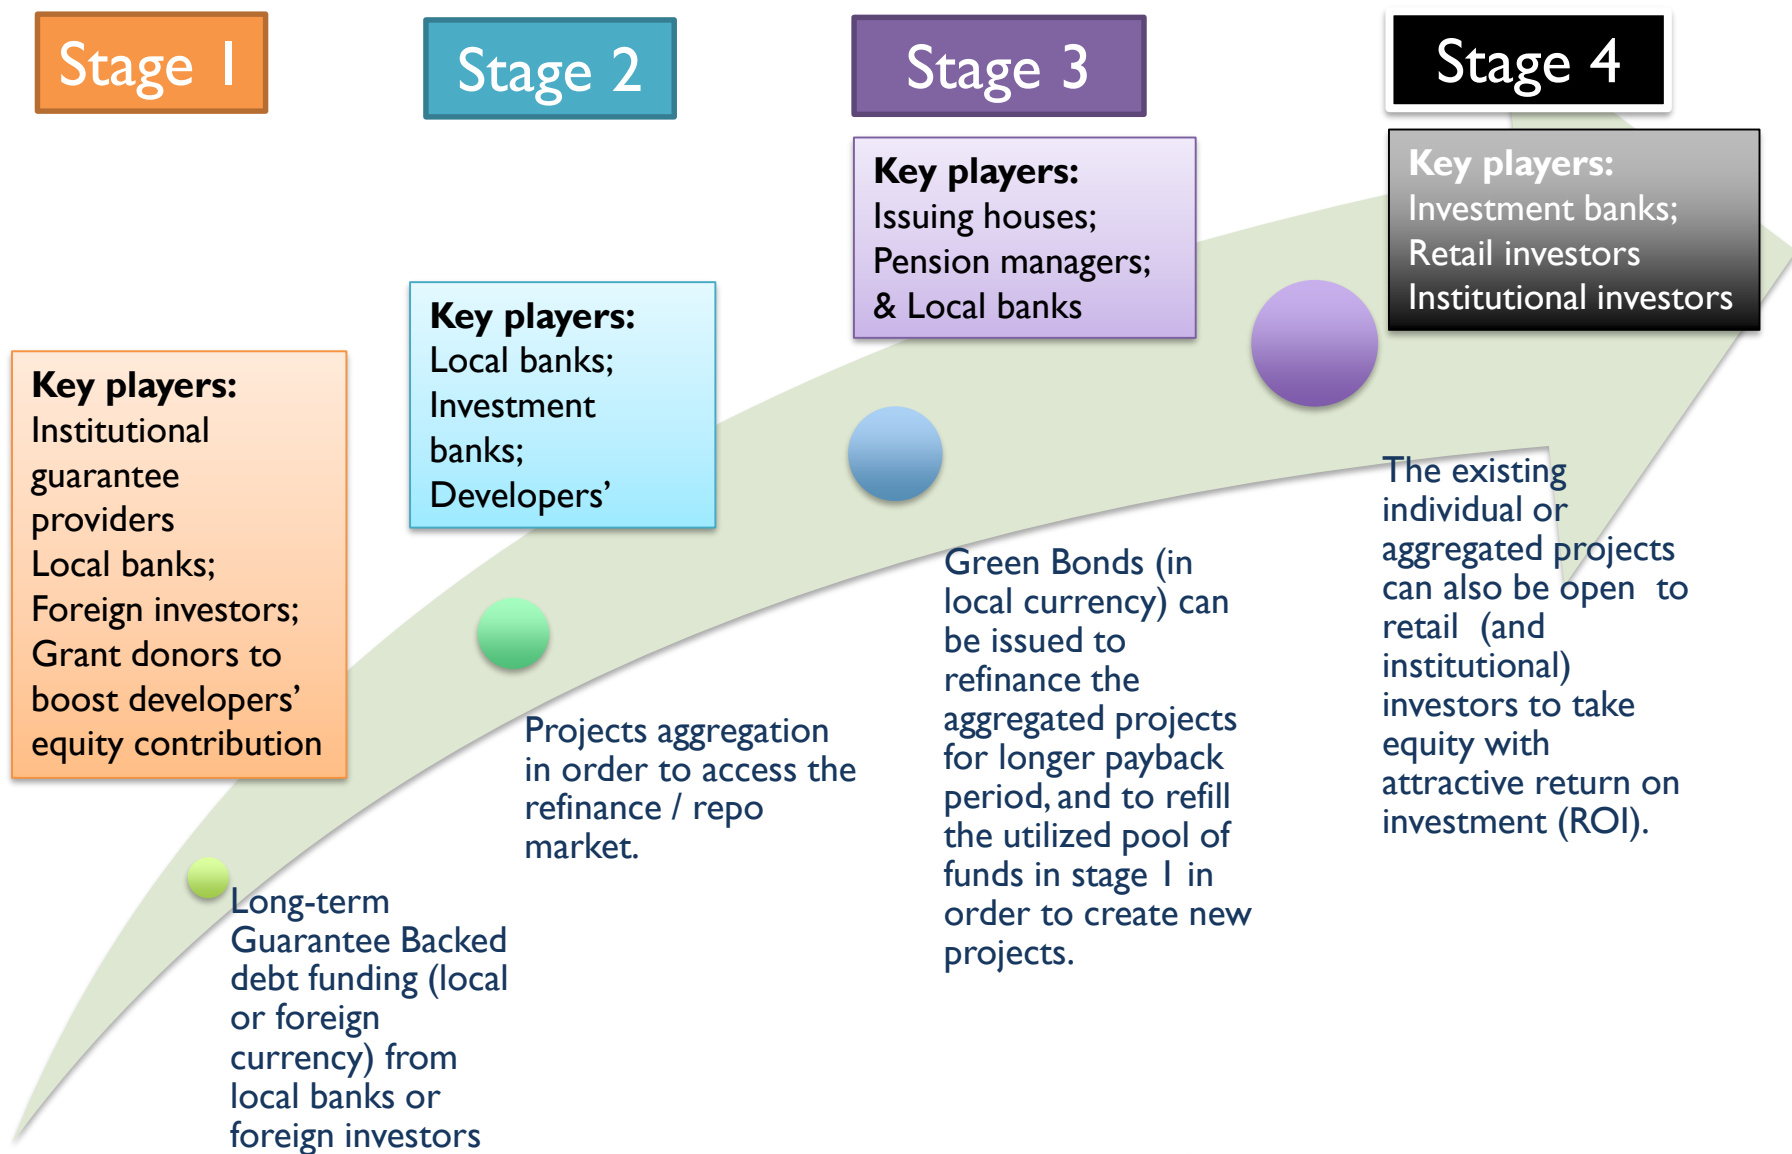 Stage 1
Stage 2
Stage 3
Stage 4
Key players:
Institutional
guarantee
providers
Local banks;
Foreign investors;
Grant donors to
boost developers’
equity contribution
Key players:
Local banks;
Investment
banks;
Developers’
Key players:
Issuing houses;
Pension managers;
& Local banks
Key players:
Investment banks;
Retail investors
Institutional investors
Long-term
Guarantee Backed
debt funding (local
or foreign
currency) from
local banks or
foreign investors
Projects aggregation
in order to access the
refinance / repo
market.
Green Bonds (in
local currency) can
be issued to
refinance the
aggregated projects
for longer payback
period, and to refill
the utilized pool of
funds in stage 1 in
order to create new
projects.
The existing
individual or
aggregated projects
can also be open  to
retail  (and
institutional)
investors to take
equity with
attractive return on
investment (ROI).